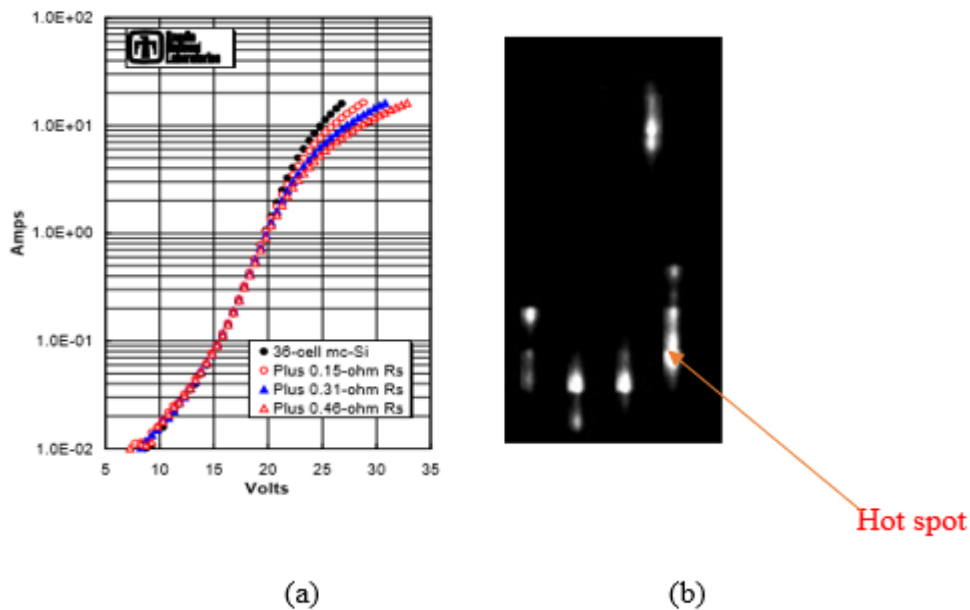 1.0E+02
1.0E+01
1.0E+00
1.0E-01
1.0E-02
Amps
Laboratories
36-cell mc-Si
Plus 0.15-ohm Rs
Plus 0.31-ohm Rs
Plus 0.46-ohm Rs
5 10 15 20 25 30 35
Volts
Hot spot
(a) (b)